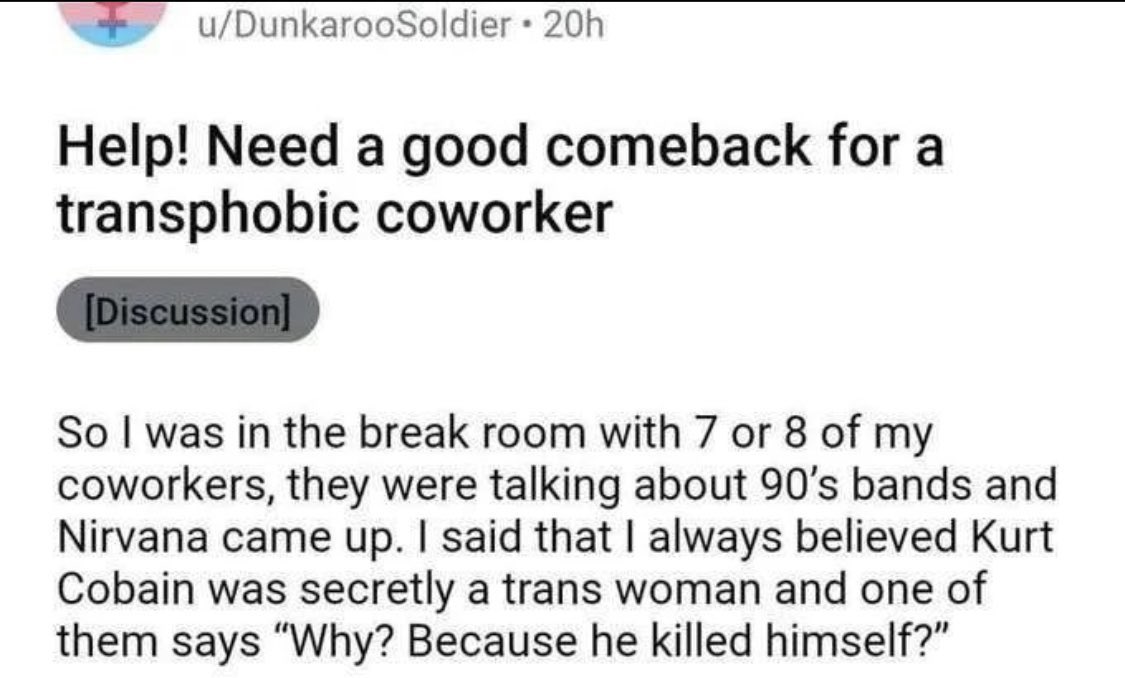 u/DunkarooSoldier • 20h
Help! Need a good comeback for a
transphobic coworker
[Discussion]
So I was in the break room with 7 or 8 of my
coworkers, they were talking about 90's bands and
Nirvana came up. I said that I always believed Kurt
Cobain was secretly a trans woman and one of
them says “Why? Because he killed himself?”